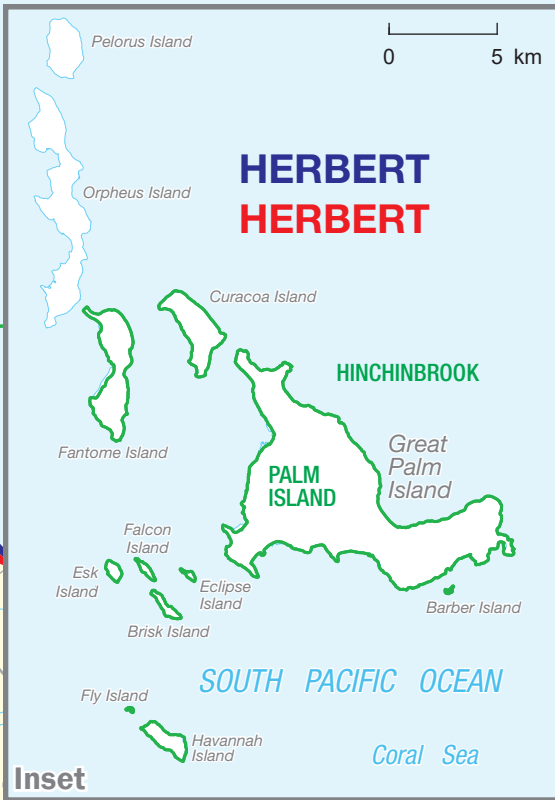 Pelorus Island
0 5 km
HERBERT
Orpheus Island
HERBERT
Curacoa Island
HINCHINBROOK
Great
Palm
Island
Fantome Island
PALM
ISLAND
Falcon
Island
Esk
Island
Eclipse
Island
Barber Island
Brisk Island
SOUTH PACIFIC OCEAN
Fly Island
Havannah
Island
Coral Sea
Inset